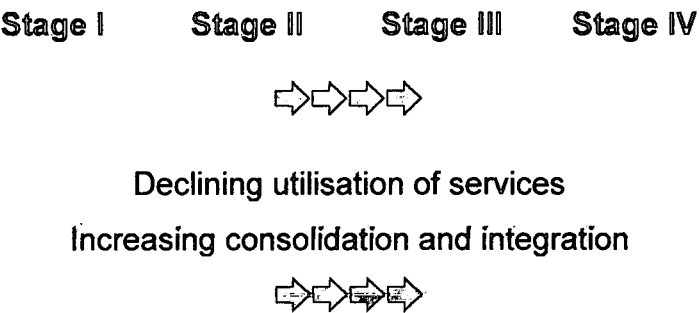 Stage I Stage II Stage III Stage IV
Declining utilisation of services
Increasing consolidation and integration